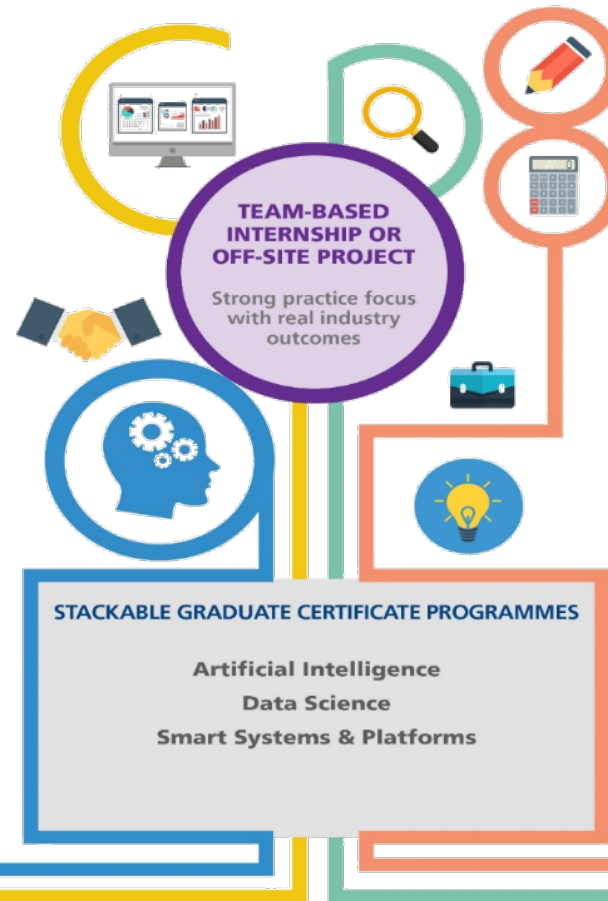 TEAM-BASED
INTERNSHIP OR
OFF-SITE PROJECT
Strong practice focus
with real industry
outcomes
0
STACKABLE GRADUATE CERTIFICATE PROGRAMMES
Artificial Intelligence
Data Science
Smart Systems & Platforms